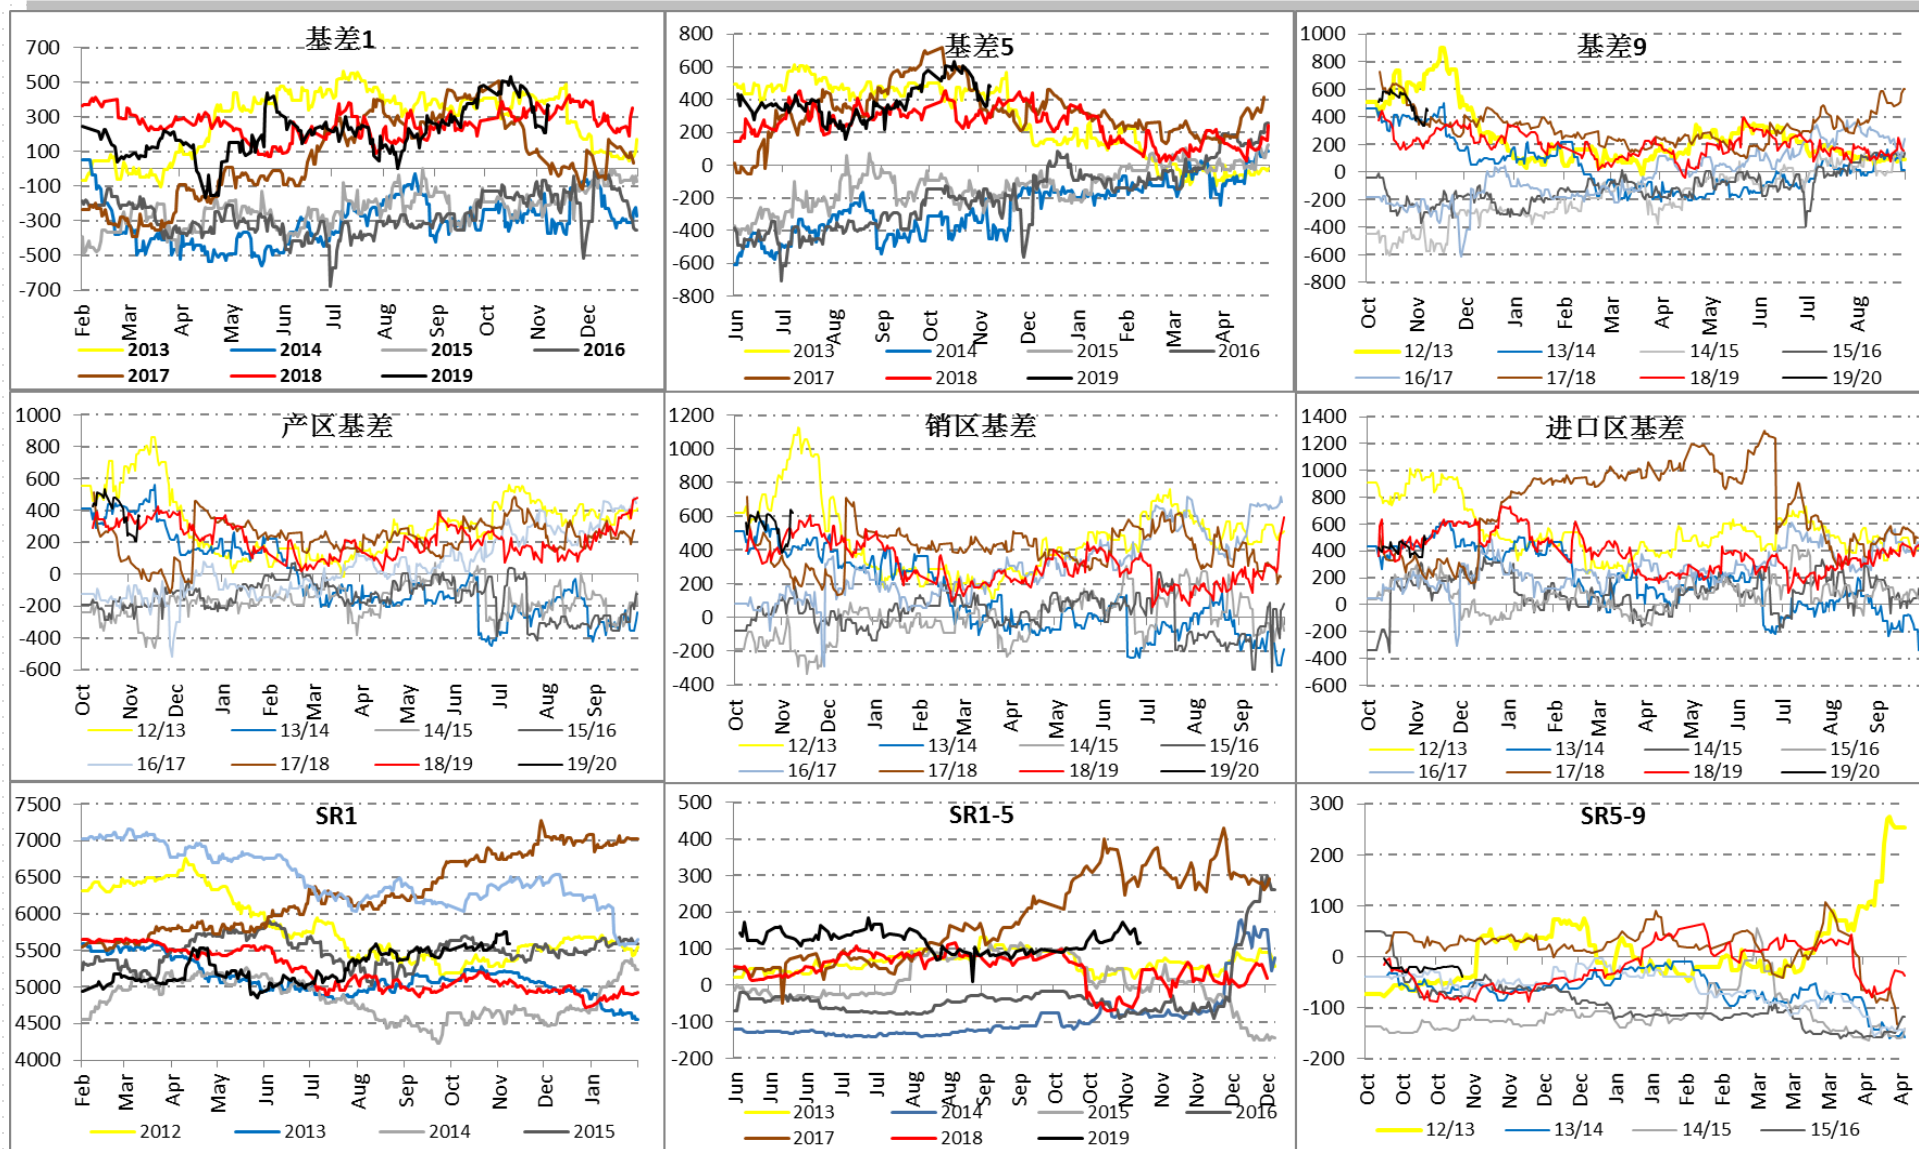 基差1
700
500
300
100
-100
-300
-500
-700
Feb Mar Apr May Jun Jul Aug Sep Oct Nov Dec
2013 2014 2015 2016
2017 2018 2019
基差5
800
600
400
200
0
-200
-400
-600
-800
Jun Jul Aug Sep Oct Nov Dec Jan Feb Mar Apr
2013 2014 2015 2016
2017 2018 2019
基差9
1000
800
600
400
200
0
-200
-400
-600
-800
Oct Nov Dec Jan Feb Mar Apr May Jun Jul Aug
12/13 13/14 14/15 15/16
16/17 17/18 18/19 19/20
产区基差
1000
800
600
400
200
0
-200
-400
-600
Oct Nov Dec Jan Feb Mar Apr May Jun Jul Aug Sep
12/13 13/14 14/15 15/16
16/17 17/18 18/19 19/20
销区基差
1200
1000
800
600
400
200
0
-200
-400
Oct Nov Dec Jan Feb Mar Apr May Jun Jul Aug Sep
12/13 13/14 14/15 15/16
16/17 17/18 18/19 19/20
进口区基差
1400
1200
1000
800
600
400
200
0
-200
-400
-600
Oct Nov Dec Jan Feb Mar Apr May Jun Jul Aug Sep
12/13 13/14 14/15 15/16
16/17 17/18 18/19 19/20
SR1
7500
7000
6500
6000
5500
5000
4500
4000
Feb Mar Apr May Jun Jul Aug Sep Oct Nov Dec Jan
2012 2013 2014 2015
SR1-5
500
400
300
200
100
0
-100
-200
Jun Jun Jun Jul Jul Aug Aug Sep Sep Oct Oct Nov Nov Nov Dec Dec
2013 2014 2015 2016
2017 2018 2019
SR5-9
300
200
100
0
-100
-200
Oct Oct Oct Nov Nov Dec Dec Jan Jan Feb Feb Mar Mar Mar Apr Apr
12/13 13/14 14/15 15/16